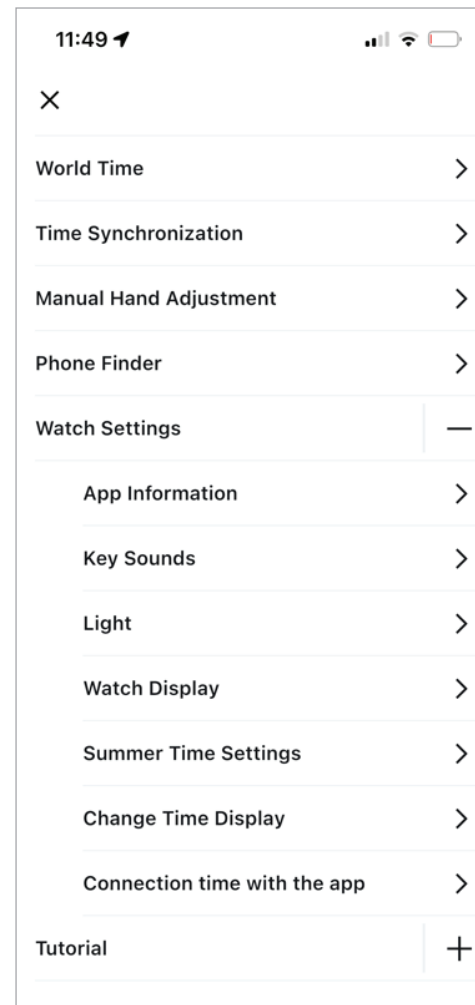 11:49
World Time
Time Synchronization
Manual Hand Adjustment
Phone Finder
Watch Settings
App Information
Key Sounds
Light
Watch Display
Summer Time Settings
Change Time Display
Connection time with the app
Tutorial